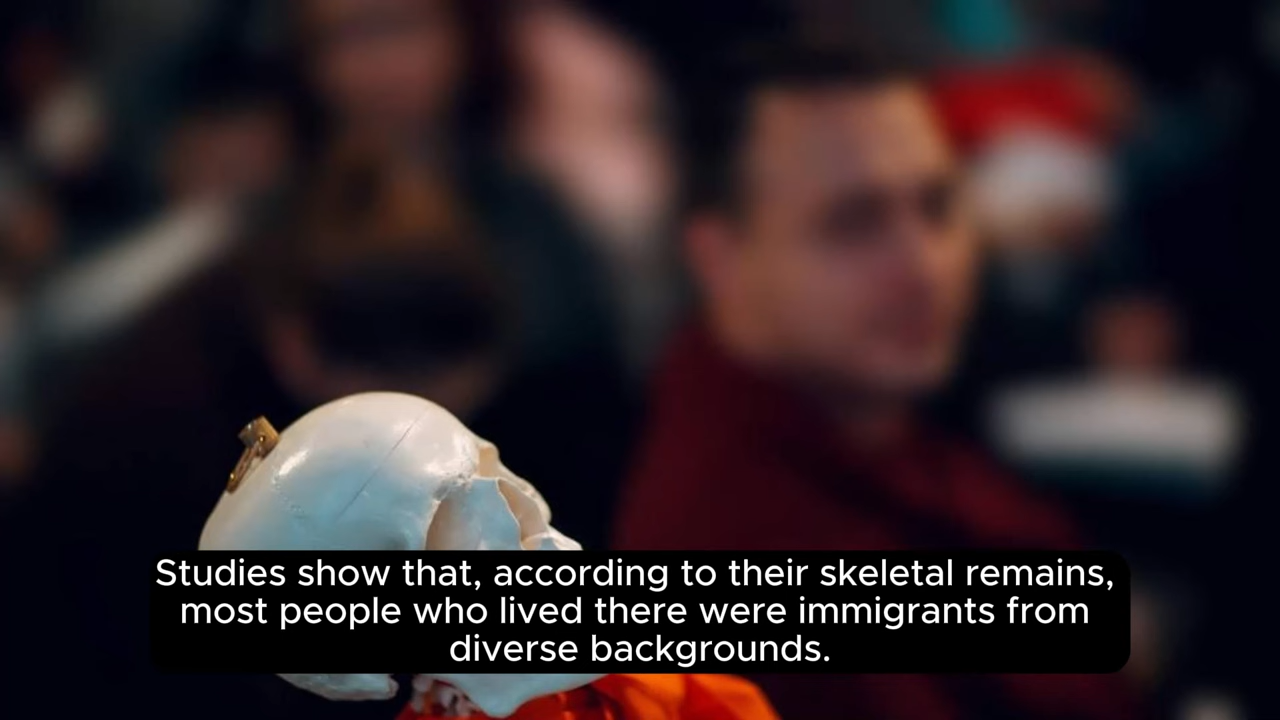 Studies show that, according to their skeletal remains,
most people who lived there were immigrants from
diverse backgrounds.